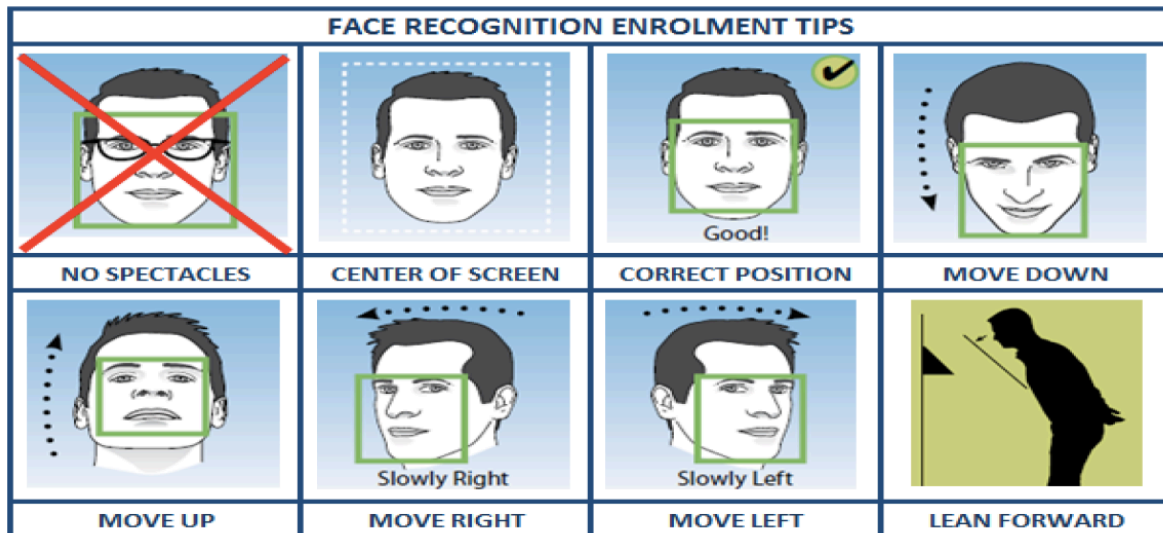 FACE RECOGNITION ENROLMENT TIPS
Good!
NO SPECTACLES
CENTER OF SCREEN
CORRECT POSITION
MOVE DOWN
Slowly Right
Slowly Left
MOVE UP
MOVE RIGHT
MOVE LEFT
LEAN FORWARD